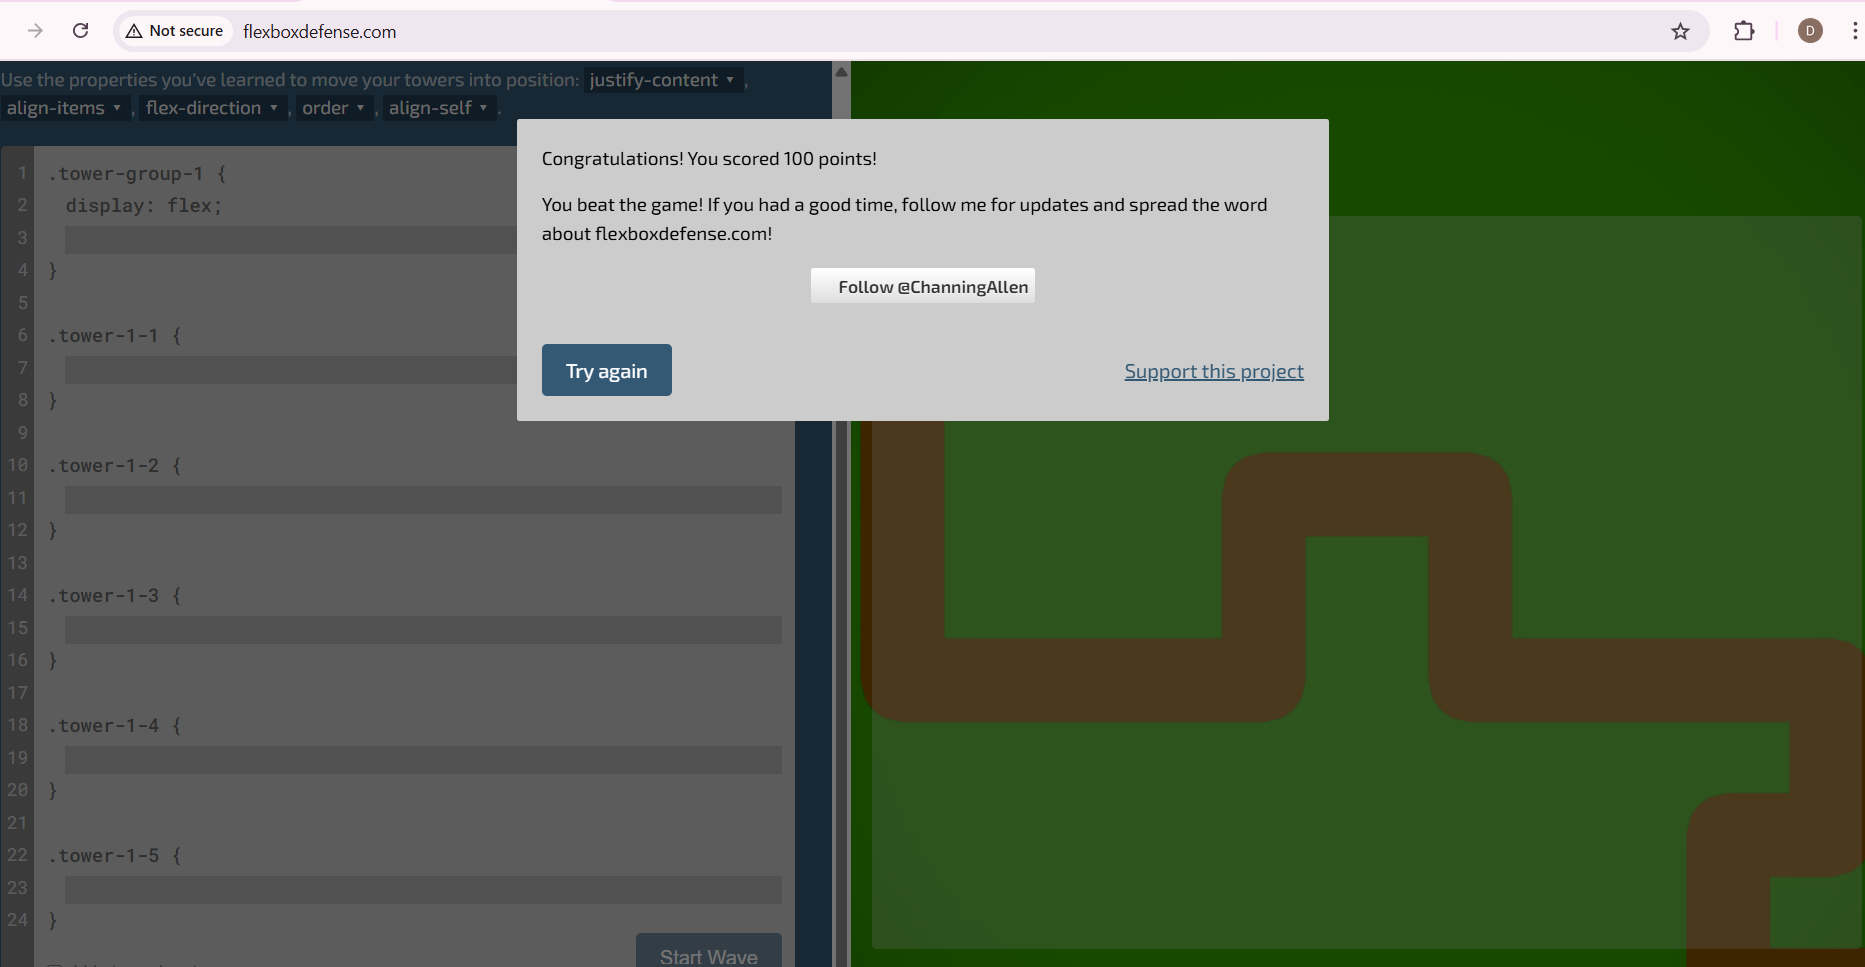 Not secure flexboxdefense.com D
Use the properties you've learned to move your towers into position: justify-content ▾ ,
align-items ▾ , flex-direction ▾ , order ▾ , align-self ▾ .
Congratulations! You scored 100 points!
You beat the game! If you had a good time, follow me for updates and spread the word
about flexboxdefense.com!
Follow @ChanningAllen
Try again
Support this project
1 .tower-group-1 {
2 display: flex;
3
4 }
5
6 .tower-1-1 {
7
8 }
9
10 .tower-1-2 {
11
12 }
13
14 .tower-1-3 {
15
16 }
17
18 .tower-1-4 {
19
20 }
21
22 .tower-1-5 {
23
24 }
Start Wave